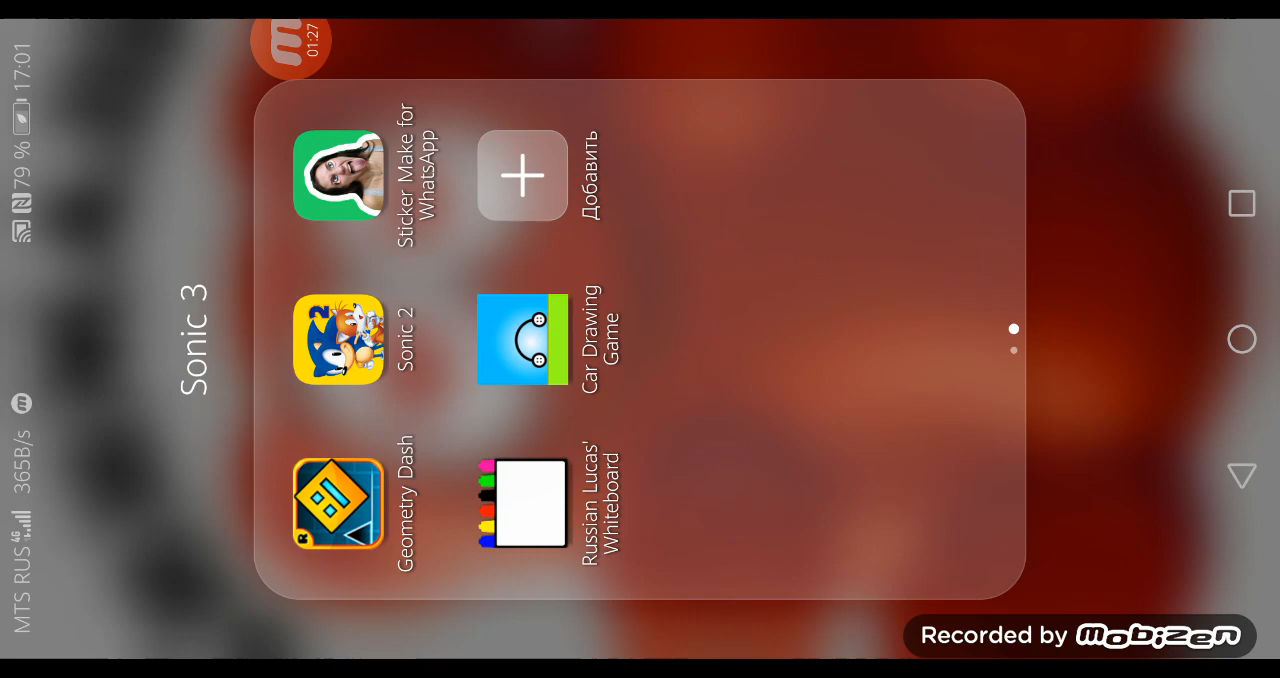 MTS RUS 4G 365B/s 79 % 17:01
01:27
Sonic 3
Geometry Dash
Sonic 2
Sticker Make for
WhatsApp
Russian Lucas'
Whiteboard
Car Drawing
Game
Добавить
Recorded by mobizen